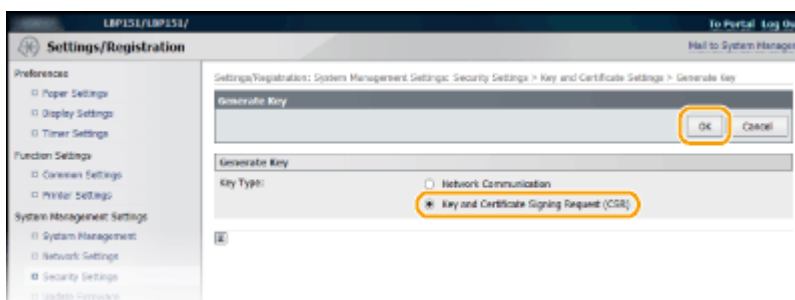 LBP151/LBP151/
To Portal Log Ou
Settings/Registration
Mail to System Manager
Preferences
Paper Settings
Display Settings
Timer Settings
Function Settings
Common Settings
Printer Settings
System Management Settings
System Management
Network Settings
Security Settings
Update Firmware
Settings/Registration: System Management Settings: Security Settings > Key and Certificate Settings > Generate Key
Generate Key
OK Cancel
Generate Key
Key Type:
Network Communication
Key and Certificate Signing Request (CSR)